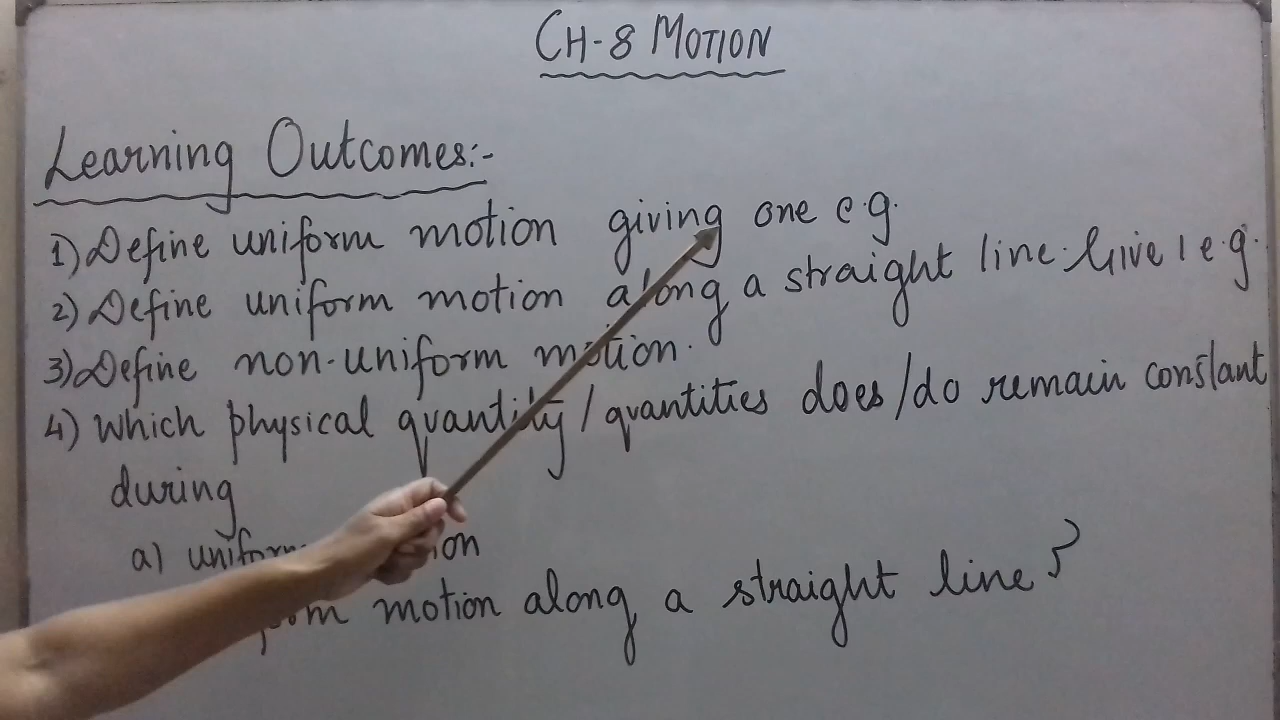 CH-8 MOTION
Learning Outcomes:-
1) Define uniform motion giving one e.g.
2) Define uniform motion along a straight line. Give 1 e.g.
3) Define non-uniform motion.
4) Which physical quantity/quantities does/do remain constant
during
a) uniform
motion along a straight line?